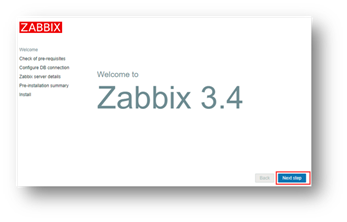 ZABBIX
Welcome
Check of pre-requisites
Configure DB connection
Zabbix server details
Pre-installation summary
Install
Welcome to
Zabbix 3.4
Back
Next step